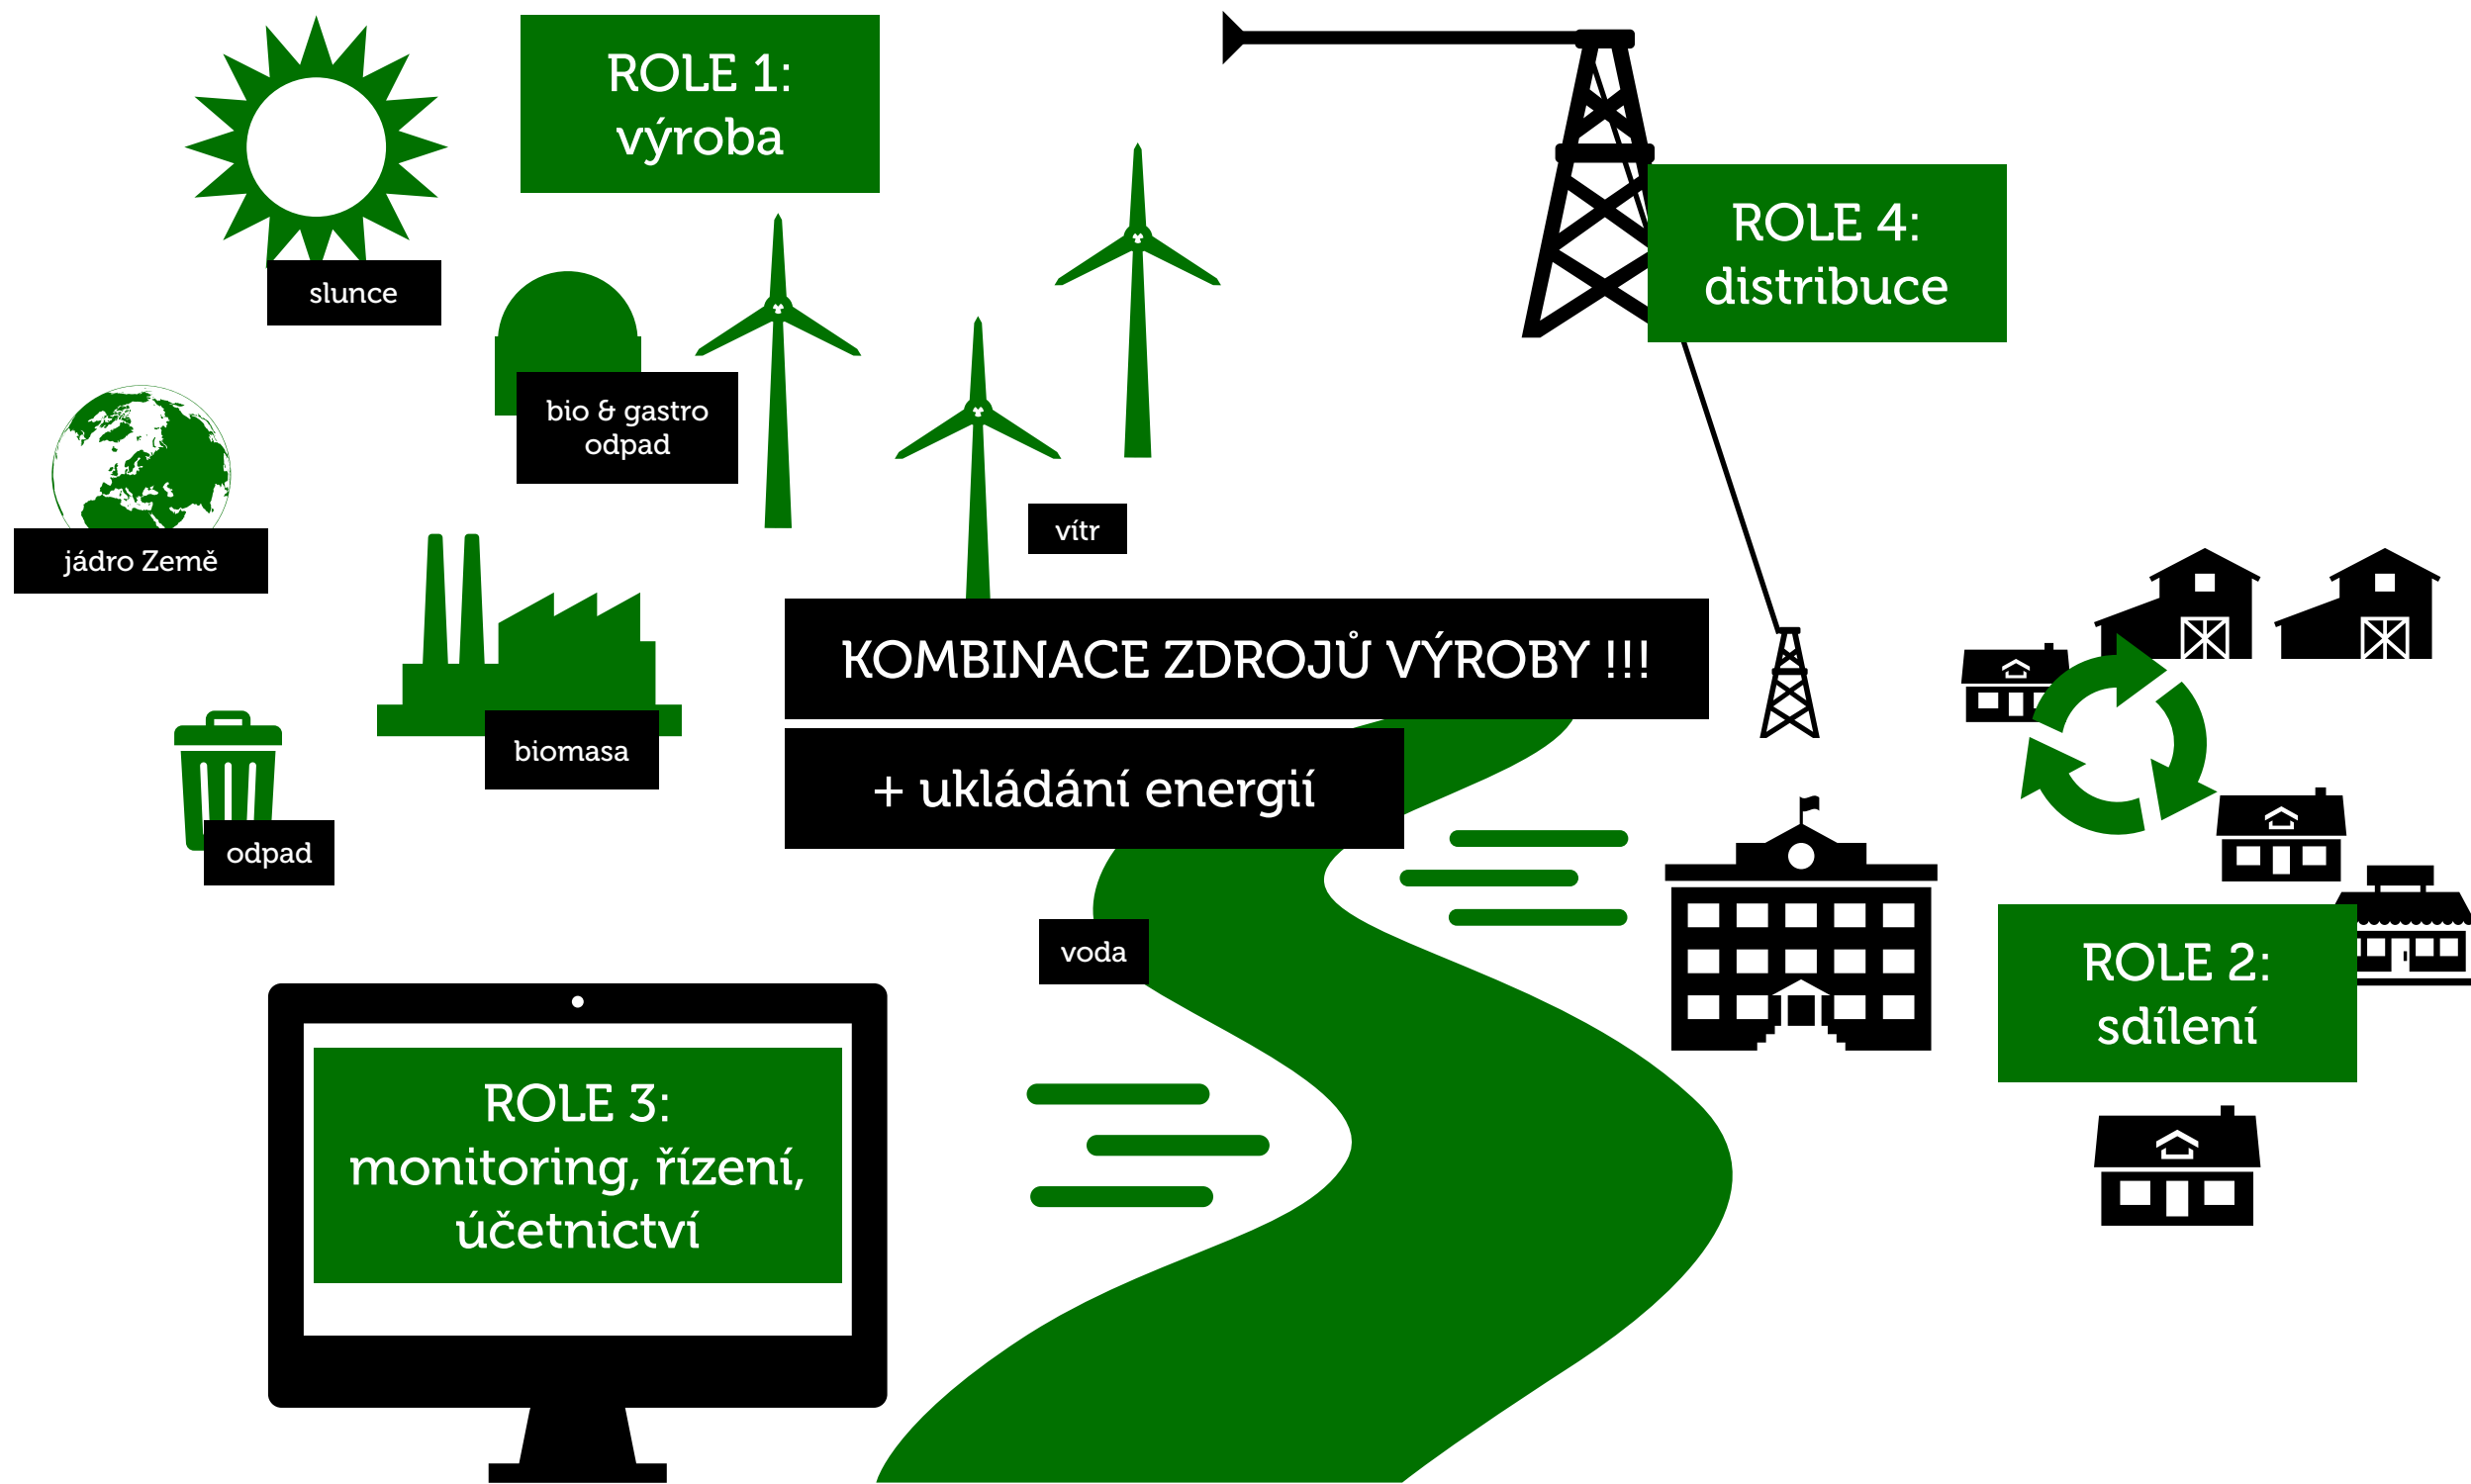 ROLE 1:
výroba
slunce
bio & gastro
odpad
vítr
jádro Země
biomasa
odpad
KOMBINACE ZDROJŮ VÝROBY !!!
+ ukládání energií
voda
ROLE 4:
distribuce
ROLE 2:
sdílení
ROLE 3:
monitoring, řízení,
účetnictví